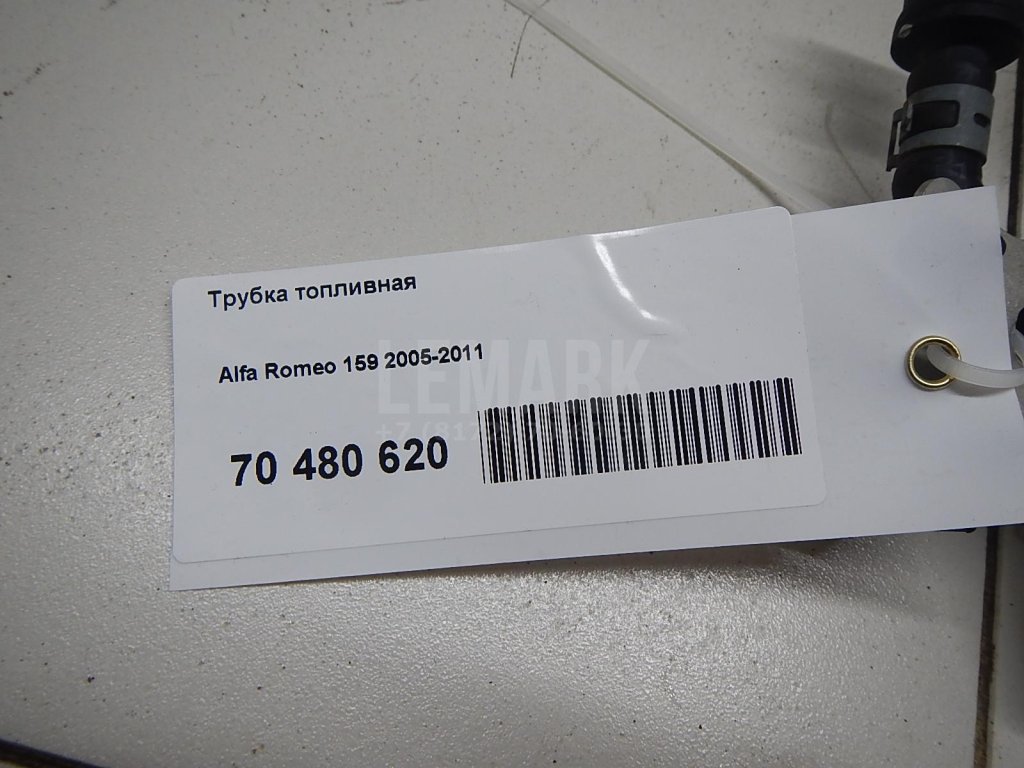 Трубка топливная
Alfa Romeo 159 2005-2011
LEMARK
70 480 620